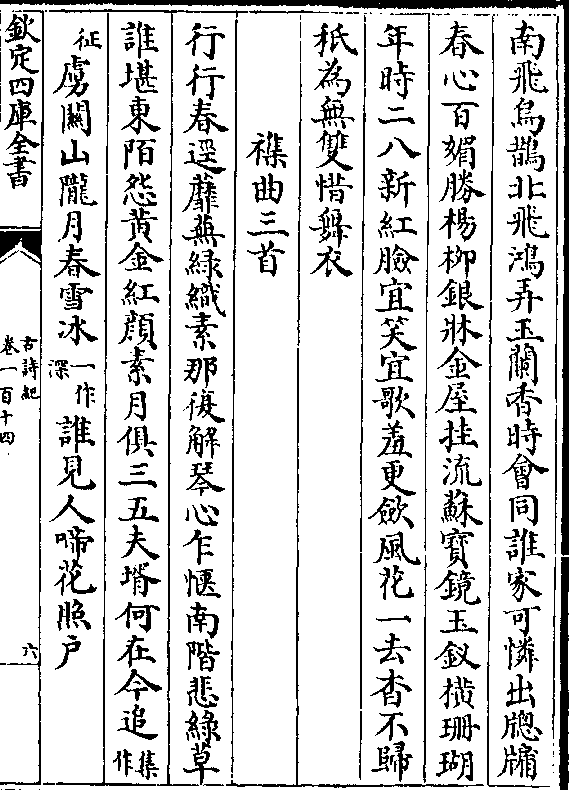 南飛烏鵲北飛鴻弄玉蘭香時會同誰家可憐出牕牖
春心百媚勝楊柳銀牀金屋挂流蘇寶鏡玉釵橫珊瑚
年時二八新紅臉宜笑宜歌羞更歛風花一去杳不歸
秖為無雙惜舞衣
襍曲三首
行行春逕蘼蕪綠織素那復解琴心乍愜南階悲綠草
誰堪東陌怨黃金紅顔素月俱三五夫壻何在今追集作
征虜關山隴月春雪冰一作深誰見人啼花照户
欽定四庫全書
古詩紀
卷一百十四
六